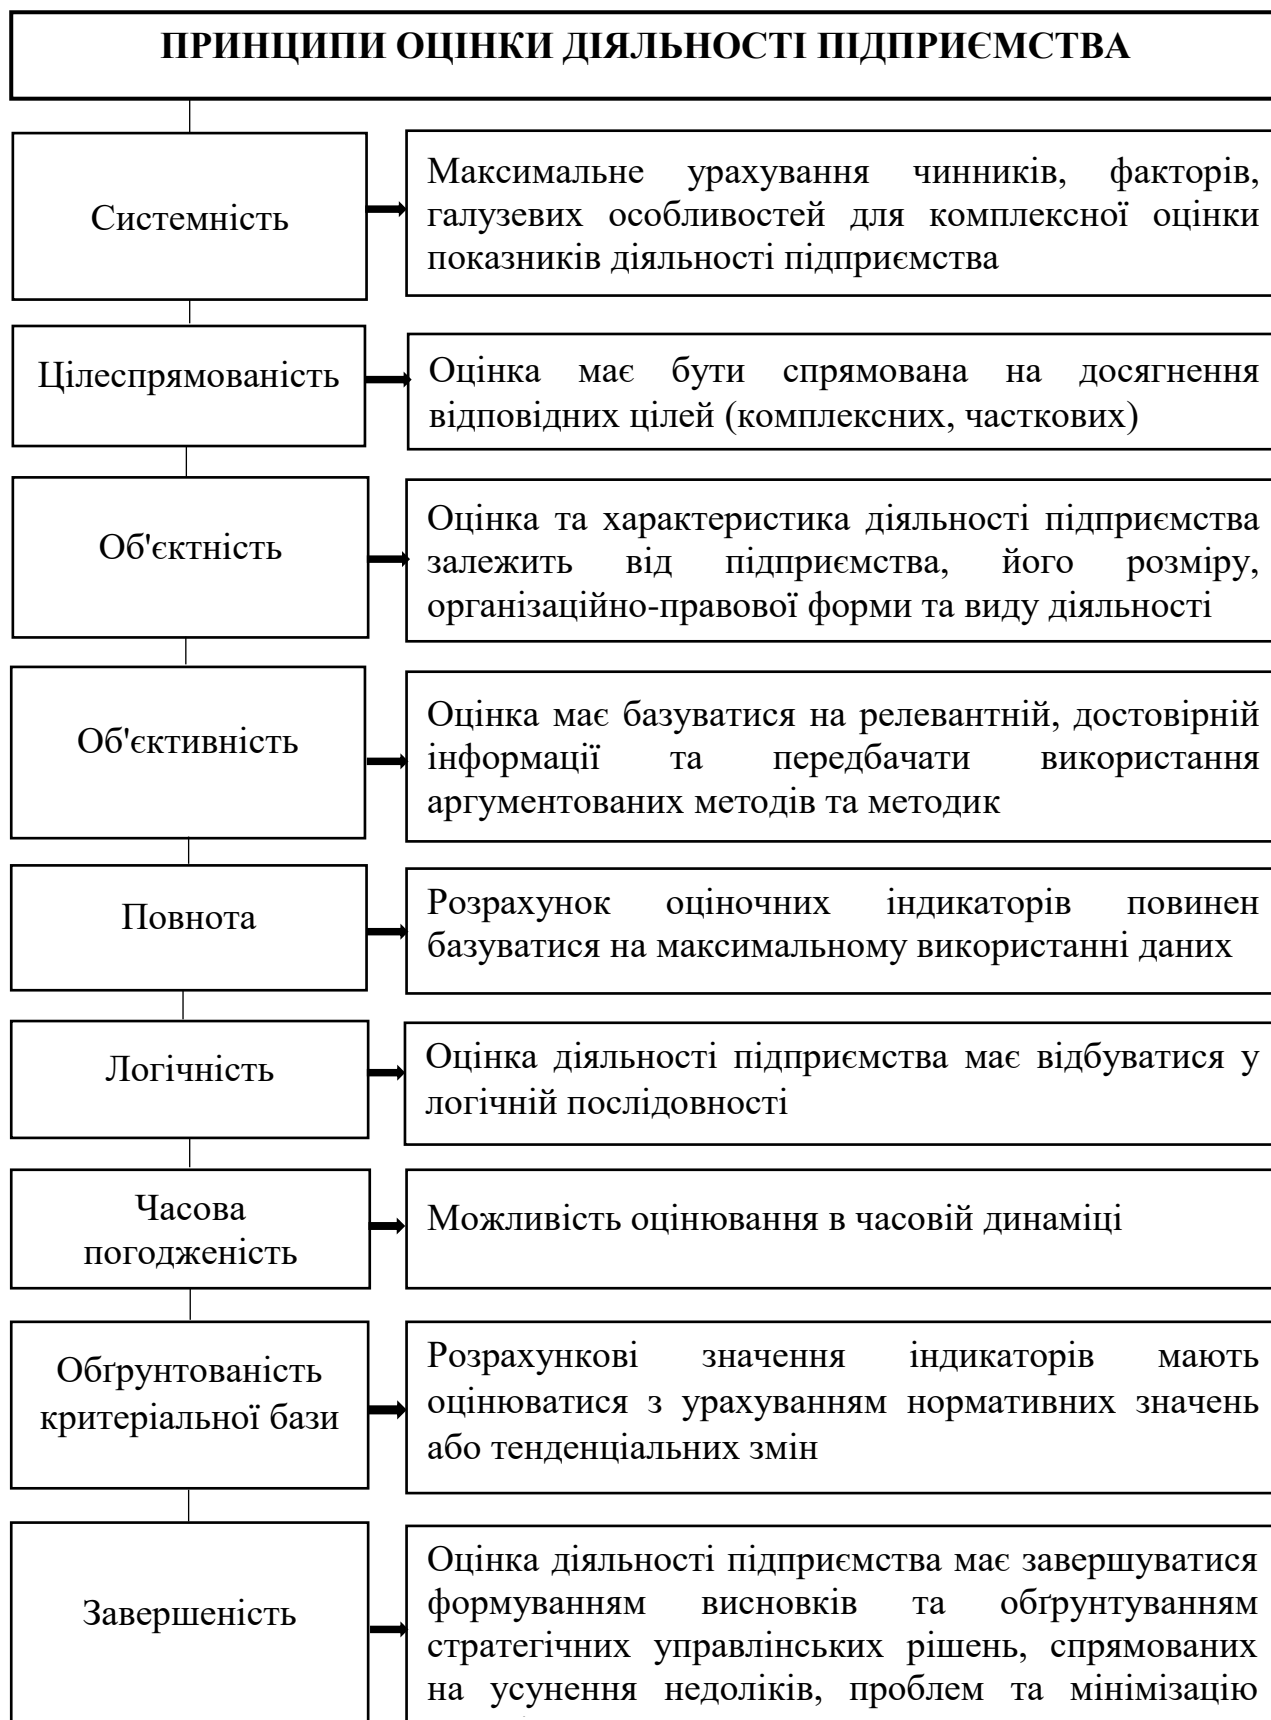 ПРИНЦИПИ ОЦІНКИ ДІЯЛЬНОСТІ ПІДПРИЄМСТВА
Системність
Максимальне урахування чинників, факторів,
галузевих особливостей для комплексної оцінки
показників діяльності підприємства
Цілеспрямованість
Оцінка має бути спрямована на досягнення
відповідних цілей (комплексних, часткових)
Об'єктність
Оцінка та характеристика діяльності підприємства
залежить від підприємства, його розміру,
організаційно-правової форми та виду діяльності
Об'єктивність
Оцінка має базуватися на релевантній, достовірній
інформації та передбачати використання
аргументованих методів та методик
Повнота
Розрахунок оціночних індикаторів повинен
базуватися на максимальному використанні даних
Логічність
Оцінка діяльності підприємства має відбуватися у
логічній послідовності
Часова
погодженість
Можливість оцінювання в часовій динаміці
Обґрунтованість
критеріальної бази
Розрахункові значення індикаторів мають
оцінюватися з урахуванням нормативних значень
або тенденціальних змін
Завершеність
Оцінка діяльності підприємства має завершуватися
формуванням висновків та обґрунтуванням
стратегічних управлінських рішень, спрямованих
на усунення недоліків, проблем та мінімізацію